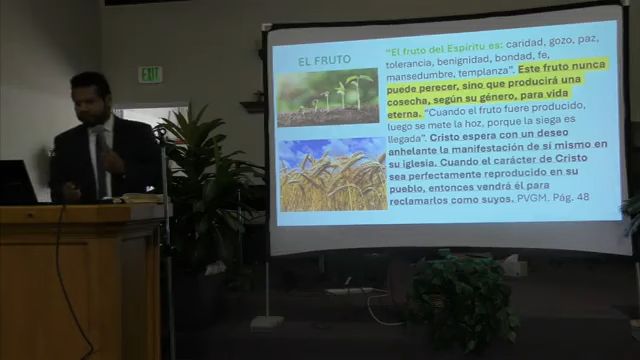 EXIT
EL FRUTO
"El fruto del Espíritu es: caridad, gozo, paz,
tolerancia, benignidad, bondad, fe,
mansedumbre, templanza". Este fruto nunca
puede perecer, sino que producirá una
cosecha, según su género, para vida
eterna. "Cuando el fruto fuere producido,
luego se mete la hoz, porque la siega es
llegada". Cristo espera con un deseo
anhelante la manifestación de sí mismo en
su iglesia. Cuando el carácter de Cristo
sea perfectamente reproducido en su
pueblo, entonces vendrá él para
reclamarlos como suyos. PVGM. Pág. 48